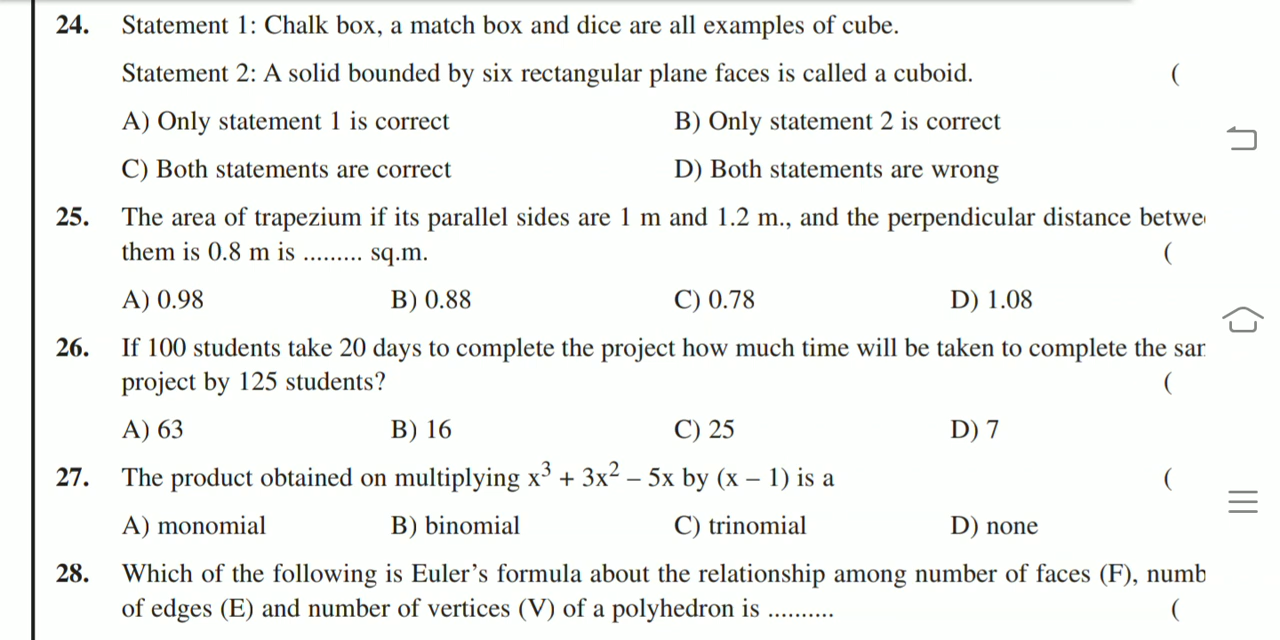 24. Statement 1: Chalk box, a match box and dice are all examples of cube.
Statement 2: A solid bounded by six rectangular plane faces is called a cuboid. (
A) Only statement 1 is correct B) Only statement 2 is correct
C) Both statements are correct D) Both statements are wrong
25. The area of trapezium if its parallel sides are 1 m and 1.2 m., and the perpendicular distance betwe
them is 0.8 m is ......... sq.m. (
A) 0.98 B) 0.88 C) 0.78 D) 1.08
26. If 100 students take 20 days to complete the project how much time will be taken to complete the sar
project by 125 students? (
A) 63 B) 16 C) 25 D) 7
27. The product obtained on multiplying x³ + 3x² – 5x by (x – 1) is a (
A) monomial B) binomial C) trinomial D) none
28. Which of the following is Euler’s formula about the relationship among number of faces (F), numb
of edges (E) and number of vertices (V) of a polyhedron is .......... (